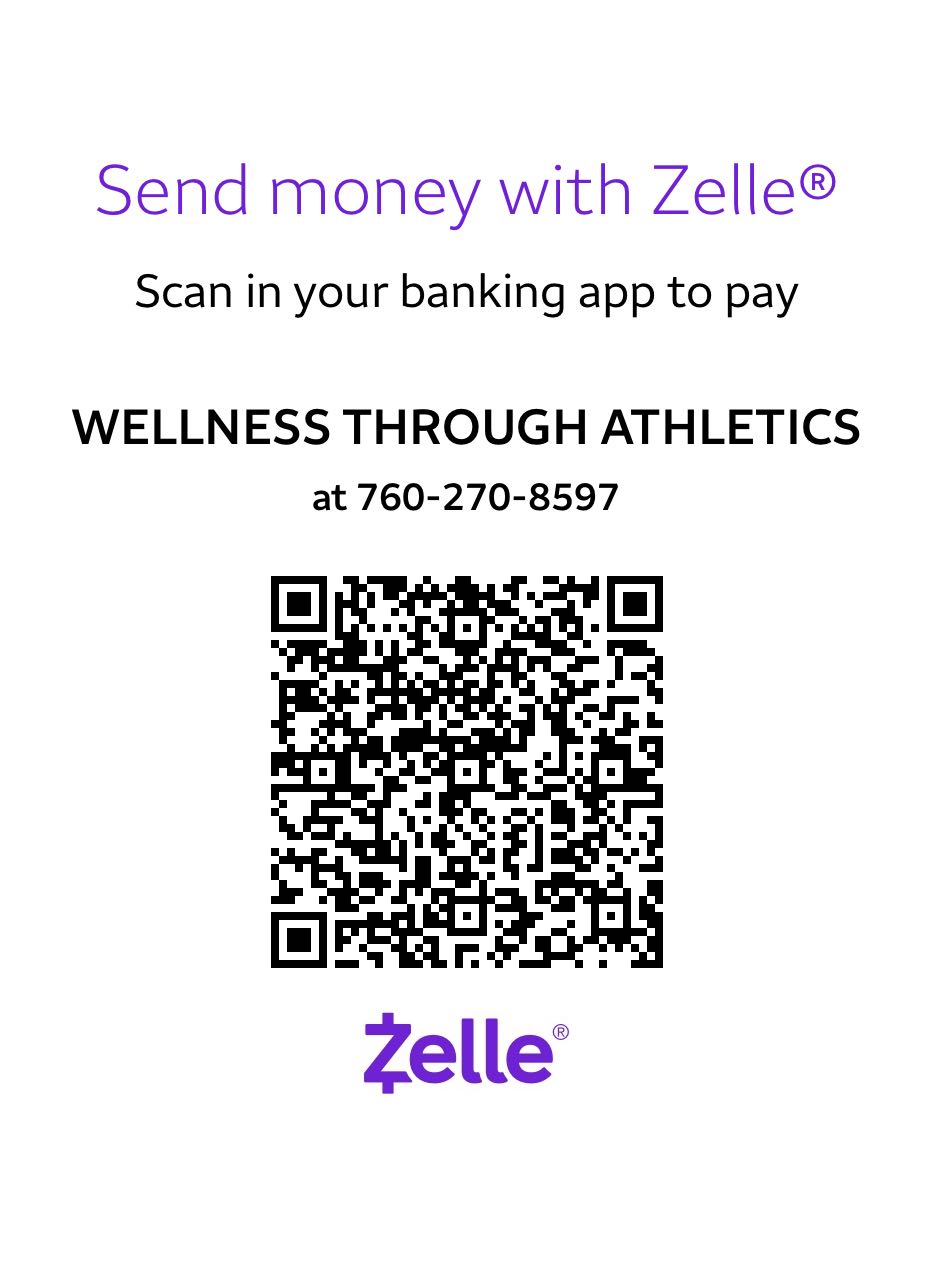 Send money with Zelle®
Scan in your banking app to pay
WELLNESS THROUGH ATHLETICS
at 760-270-8597
Zelle®